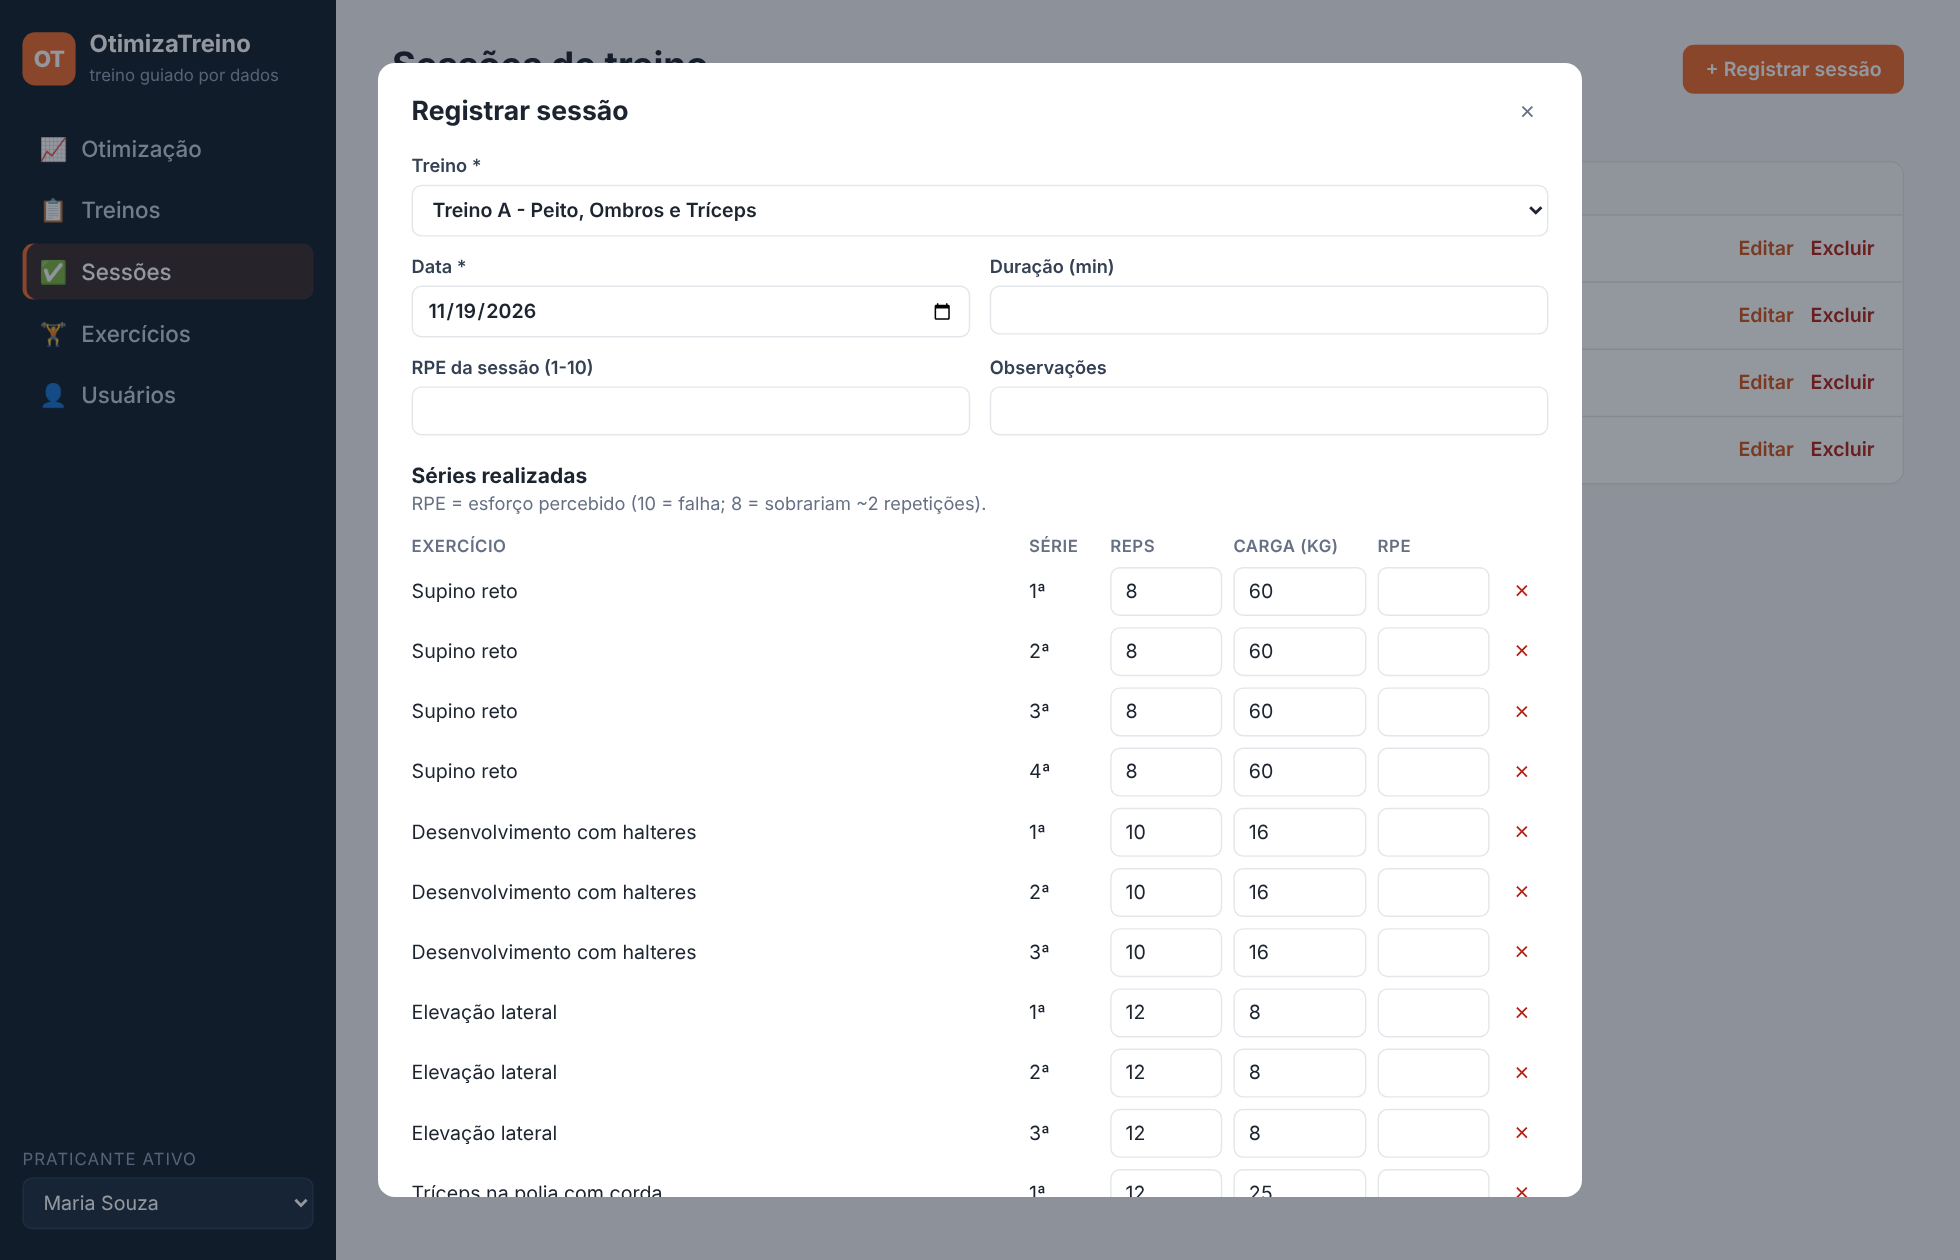 OT
OtimizaTreino
treino guiado por dados
Otimização
Treinos
Sessões
Exercícios
Usuários
PRATICANTE ATIVO
Maria Souza
Sessões de treino
+ Registrar sessão
Editar Excluir
Editar Excluir
Editar Excluir
Editar Excluir
Registrar sessão
×
Treino *
Treino A - Peito, Ombros e Tríceps
Data * Duração (min)
11/19/2026
RPE da sessão (1-10) Observações
Séries realizadas
RPE = esforço percebido (10 = falha; 8 = sobrariam ~2 repetições).
EXERCÍCIO SÉRIE REPS CARGA (KG) RPE
Supino reto 1ª 8 60 ×
Supino reto 2ª 8 60 ×
Supino reto 3ª 8 60 ×
Supino reto 4ª 8 60 ×
Desenvolvimento com halteres 1ª 10 16 ×
Desenvolvimento com halteres 2ª 10 16 ×
Desenvolvimento com halteres 3ª 10 16 ×
Elevação lateral 1ª 12 8 ×
Elevação lateral 2ª 12 8 ×
Elevação lateral 3ª 12 8 ×
Tríceps na polia com corda 1ª 12 25 ×